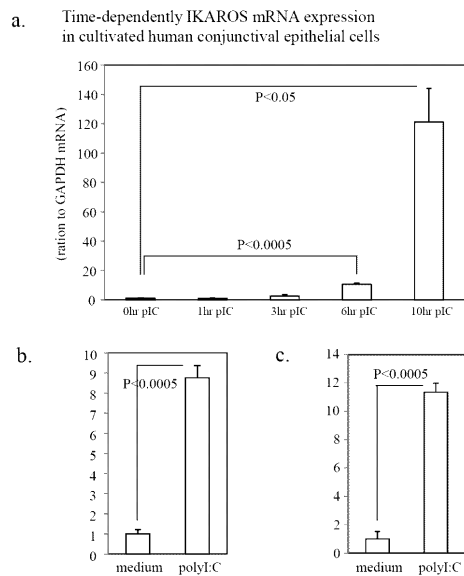 a.
Time-dependently IKAROS mRNA expression
in cultivated human conjunctival epithelial cells
(ration to GAPDH mRNA)
160
140
120
100
80
60
40
20
0
P<0.05
P<0.0005
0hr pIC 1hr pIC 3hr pIC 6hr pIC 10hr pIC
b.
10
9
8
7
6
5
4
3
2
1
0
P<0.0005
medium polyI:C
c.
14
12
10
8
6
4
2
0
P<0.0005
medium polyI:C